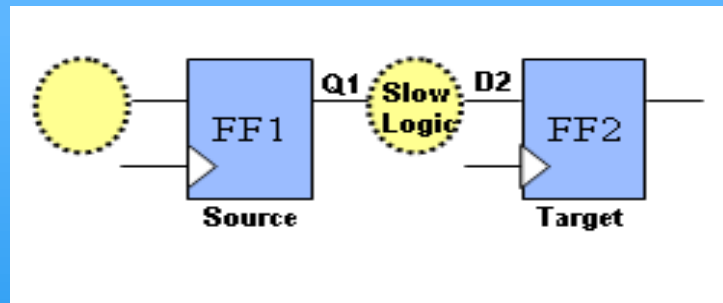 Q1
Slow
Logic
D2
FF1
FF2
Source
Target